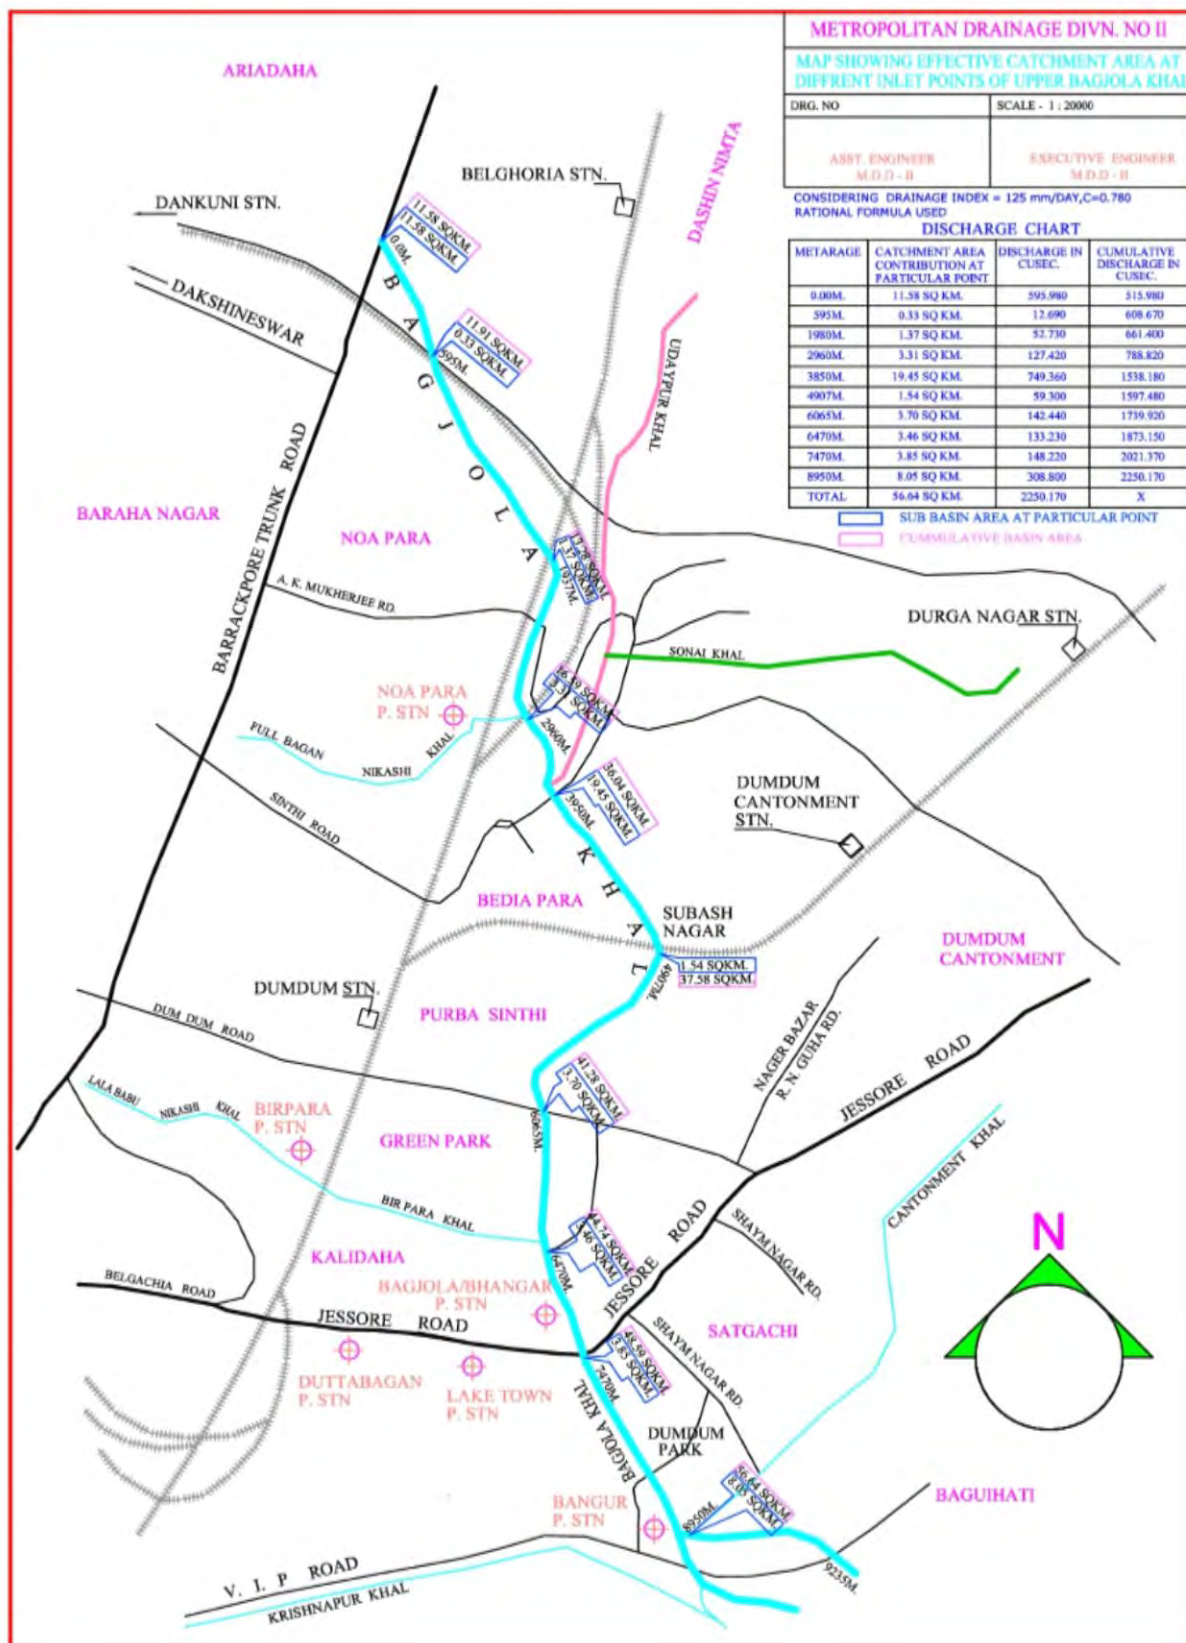 METROPOLITAN DRAINAGE DIVN. NO II
MAP SHOWING EFFECTIVE CATCHMENT AREA AT
DIFFRENT INLET POINTS OF UPPER BAGJOLA KHAL
DRG. NO
SCALE - 1 : 20000
ASST. ENGINEER
M.D.D - II
EXECUTIVE ENGINEER
M.D.D - II
CONSIDERING DRAINAGE INDEX = 125 mm/DAY,C=0.780
RATIONAL FORMULA USED
DISCHARGE CHART
METARAGE CATCHMENT AREA CONTRIBUTION AT PARTICULAR POINT DISCHARGE IN CUSEC. CUMULATIVE DISCHARGE IN CUSEC.
0.00M. 11.58 SQ KM. 595.980 515.980
595M. 0.33 SQ KM. 12.690 608.670
1980M. 1.37 SQ KM. 52.730 661.400
2960M. 3.31 SQ KM. 127.420 788.820
3850M. 19.45 SQ KM. 749.360 1538.180
4907M. 1.54 SQ KM. 59.300 1597.480
6065M. 3.70 SQ KM. 142.440 1739.920
6470M. 3.46 SQ KM. 133.230 1873.150
7470M. 3.85 SQ KM. 148.220 2021.370
8950M. 8.05 SQ KM. 308.800 2250.170
TOTAL 56.64 SQ KM. 2250.170 X
SUB BASIN AREA AT PARTICULAR POINT
CUMMULATIVE BASIN AREA
ARIADAHA
BELGHORIA STN.
DASHIN NIMTA
DANKUNI STN.
11.58 SQKM.
11.58 SQKM.
0.0M.
DAKSHINESWAR
BAGJOLA
11.91 SQKM.
0.33 SQKM.
595M.
UDAYPUR KHAL
BARRACKPORE TRUNK ROAD
BARAHA NAGAR
NOA PARA
13.28 SQKM.
1.37 SQKM.
1957M.
A. K. MUKHERJEE RD.
DURGA NAGAR STN.
SONAI KHAL
NOA PARA
P. STN
SQKM.
SQKM.
2960M.
FULL BAGAN
NIKASHI
KHAL
SINTHI ROAD
36.04 SQKM.
19.45 SQKM.
3950M.
DUMDUM
CANTONMENT
STN.
KHAL
BEDIA PARA
SUBASH
NAGAR
DUMDUM
CANTONMENT
1.54 SQKM.
37.58 SQKM.
4907M.
DUMDUM STN.
PURBA SINTHI
DUM DUM ROAD
NAGER BAZAR
R. N. GUHA RD.
JESSORE ROAD
41.28 SQKM.
3.70 SQKM.
6065M.
LALA BABU
NIKASHI KHAL
BIRPARA
P. STN
GREEN PARK
CANTONMENT KHAL
BIR PARA KHAL
44.74 SQKM.
3.46 SQKM.
6470M.
JESSORE ROAD
SHAYM NAGAR RD.
N
KALIDAHA
BELGACHIA ROAD
BAGJOLA/BHANGAR
P. STN
JESSORE ROAD
SATGACHI
SHAYM NAGAR RD.
48.59 SQKM.
3.85 SQKM.
7470M.
DUTTABAGAN
P. STN
LAKE TOWN
P. STN
BAGJOLA KHAL
DUMDUM
PARK
56.64 SQKM.
8.05 SQKM.
8950M.
BAGUIHATI
BANGUR
P. STN
9235M.
V. I. P ROAD
KRISHNAPUR KHAL